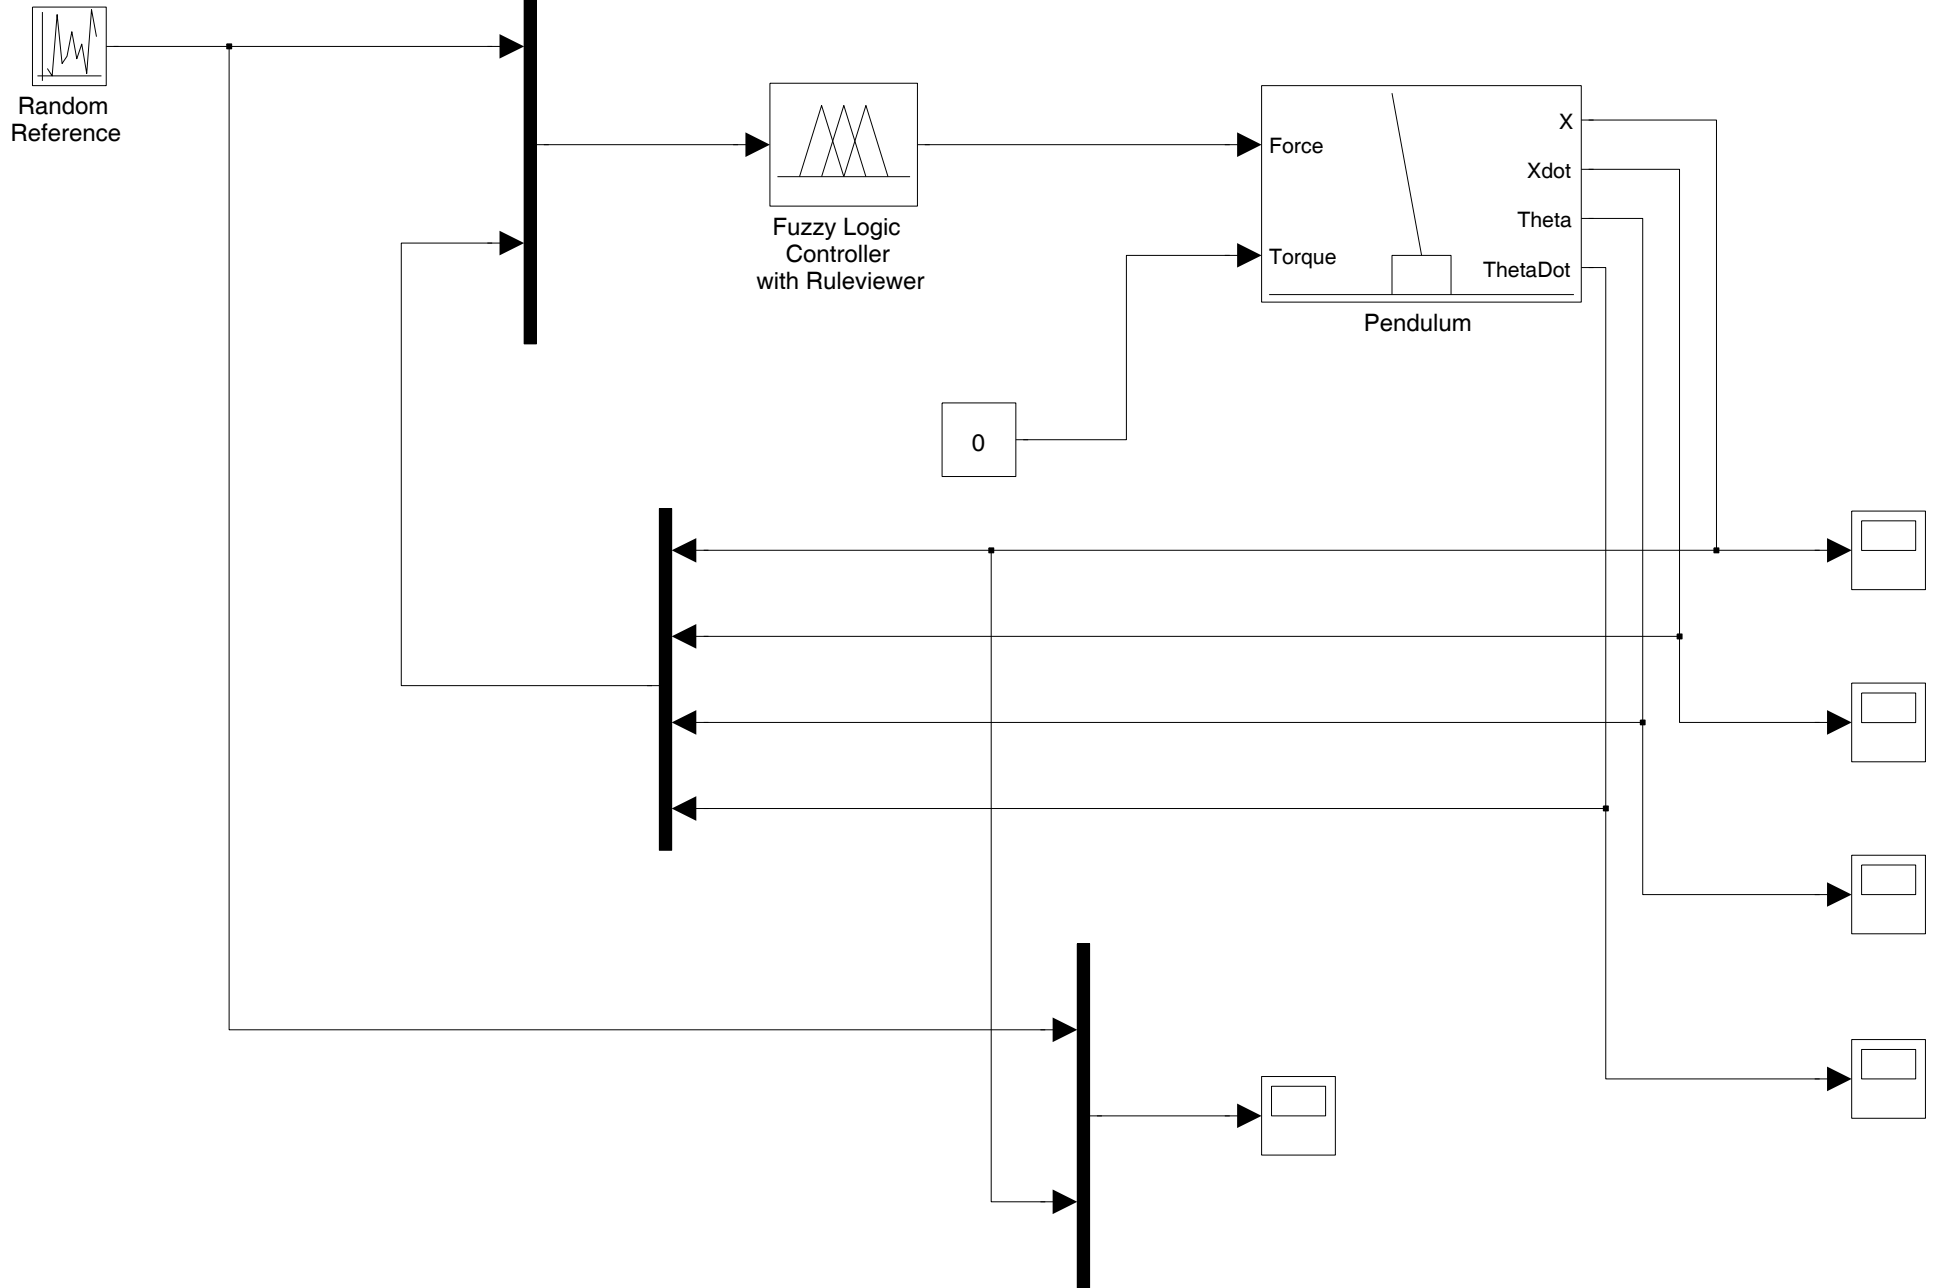 Random
Reference
Fuzzy Logic
Controller
with Ruleviewer
Force
Torque
X
Xdot
Theta
ThetaDot
Pendulum
0